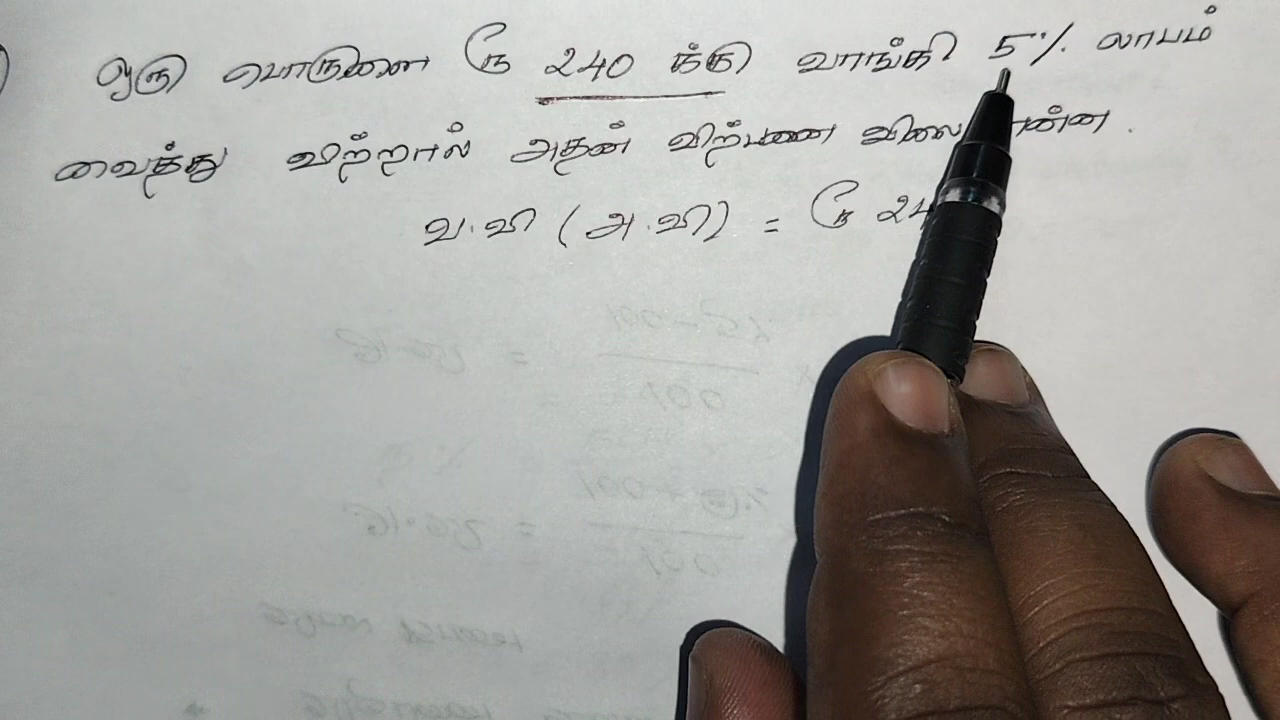 ஒரு பொருளை ரூ 240 க்கு வாங்கி 5% லாபம்
வைத்து விற்றால் அதன் விற்பனை விலை என்ன .
வ.வி (அ.வி) = ரூ 24